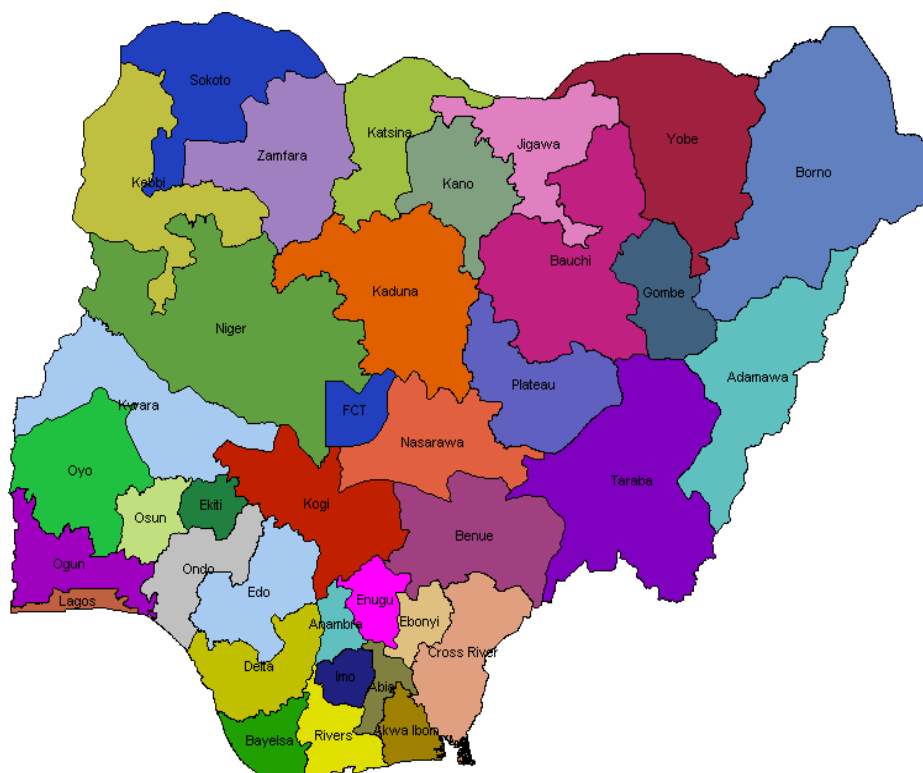 Sokoto
Katsina
Zamfara
Jigawa
Yobe
Borno
Kebbi
Kano
Bauchi
Kaduna
Gombe
Niger
Adamawa
Plateau
Kwara
FCT
Nasarawa
Oyo
Taraba
Ekiti
Kogi
Osun
Benue
Ogun
Ondo
Edo
Lagos
Enugu
Anambra
Ebonyi
Cross River
Delta
Imo
Abia
Akwa Ibom
Rivers
Bayelsa